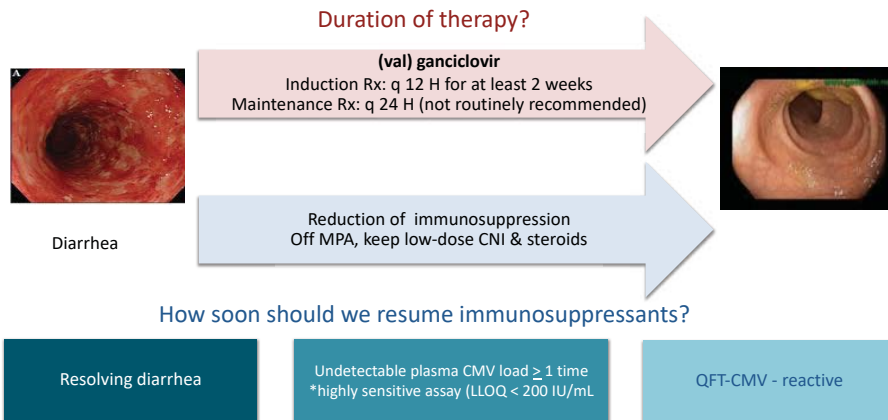 Duration of therapy?
A
(val) ganciclovir
Induction Rx: q 12 H for at least 2 weeks
Maintenance Rx: q 24 H (not routinely recommended)
Reduction of immunosuppression
Off MPA, keep low-dose CNI & steroids
Diarrhea
How soon should we resume immunosuppressants?
Resolving diarrhea
Undetectable plasma CMV load > 1 time
*highly sensitive assay (LLOQ < 200 IU/mL
QFT-CMV - reactive